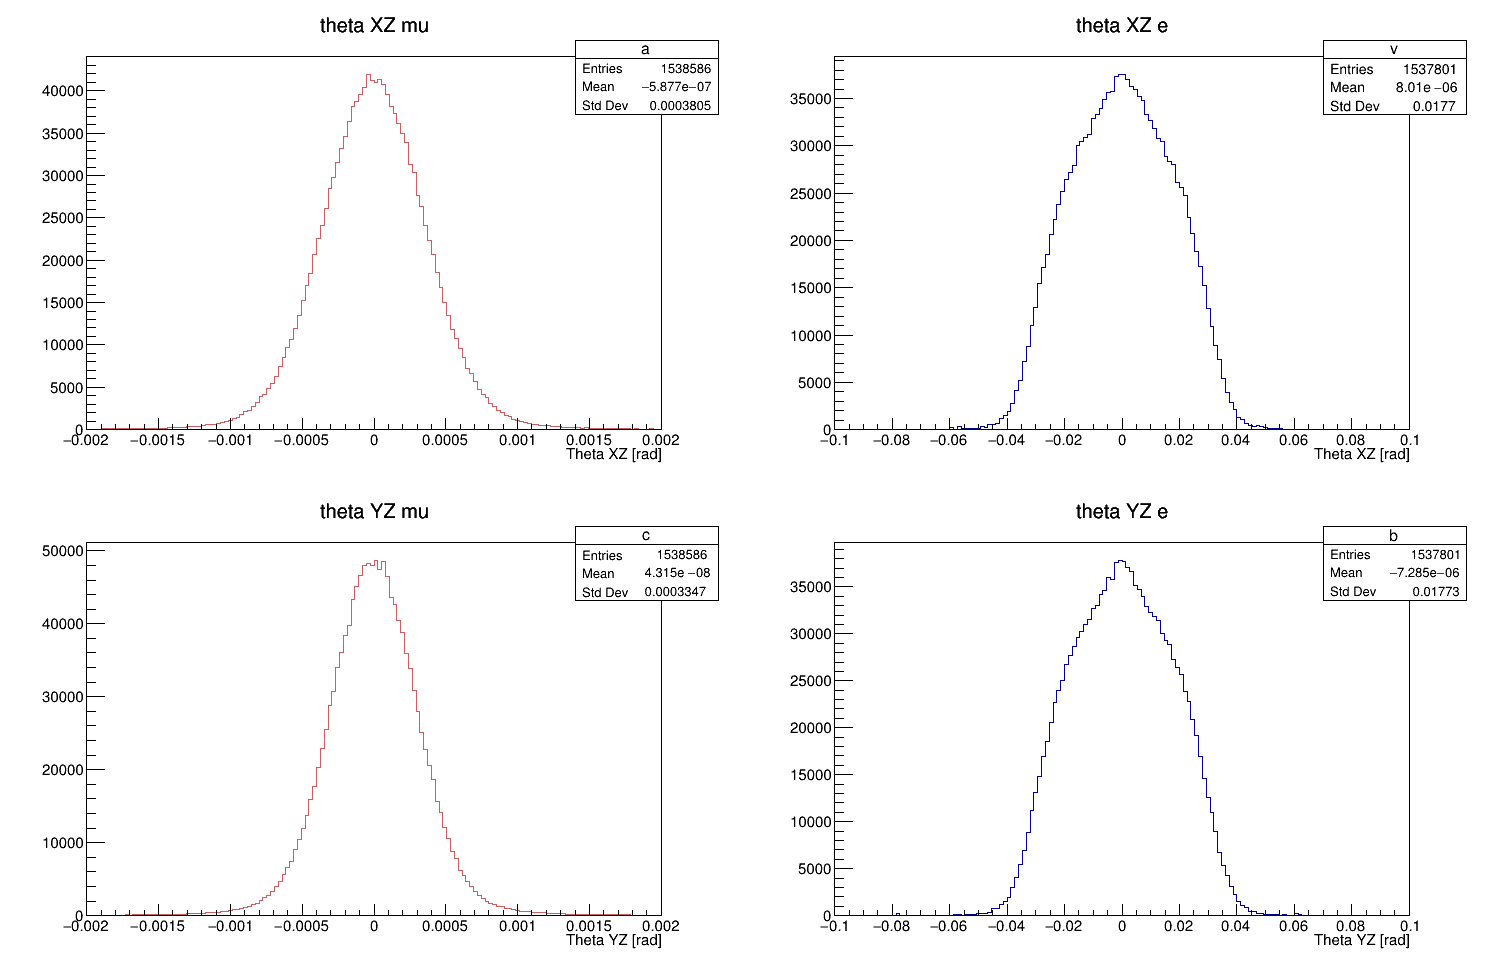 theta XZ mu
a
Entries 1538586
Mean −5.877e−07
Std Dev 0.0003805
40000
35000
30000
25000
20000
15000
10000
5000
0
−0.002 −0.0015 −0.001 −0.0005 0 0.0005 0.001 0.0015 0.002
Theta XZ [rad]
theta XZ e
v
Entries 1537801
Mean 8.01e −06
Std Dev 0.0177
35000
30000
25000
20000
15000
10000
5000
0
−0.1 −0.08 −0.06 −0.04 −0.02 0 0.02 0.04 0.06 0.08 0.1
Theta XZ [rad]
theta YZ mu
c
Entries 1538586
Mean 4.315e −08
Std Dev 0.0003347
50000
40000
30000
20000
10000
0
−0.002 −0.0015 −0.001 −0.0005 0 0.0005 0.001 0.0015 0.002
Theta YZ [rad]
theta YZ e
b
Entries 1537801
Mean −7.285e−06
Std Dev 0.01773
35000
30000
25000
20000
15000
10000
5000
0
−0.1 −0.08 −0.06 −0.04 −0.02 0 0.02 0.04 0.06 0.08 0.1
Theta YZ [rad]